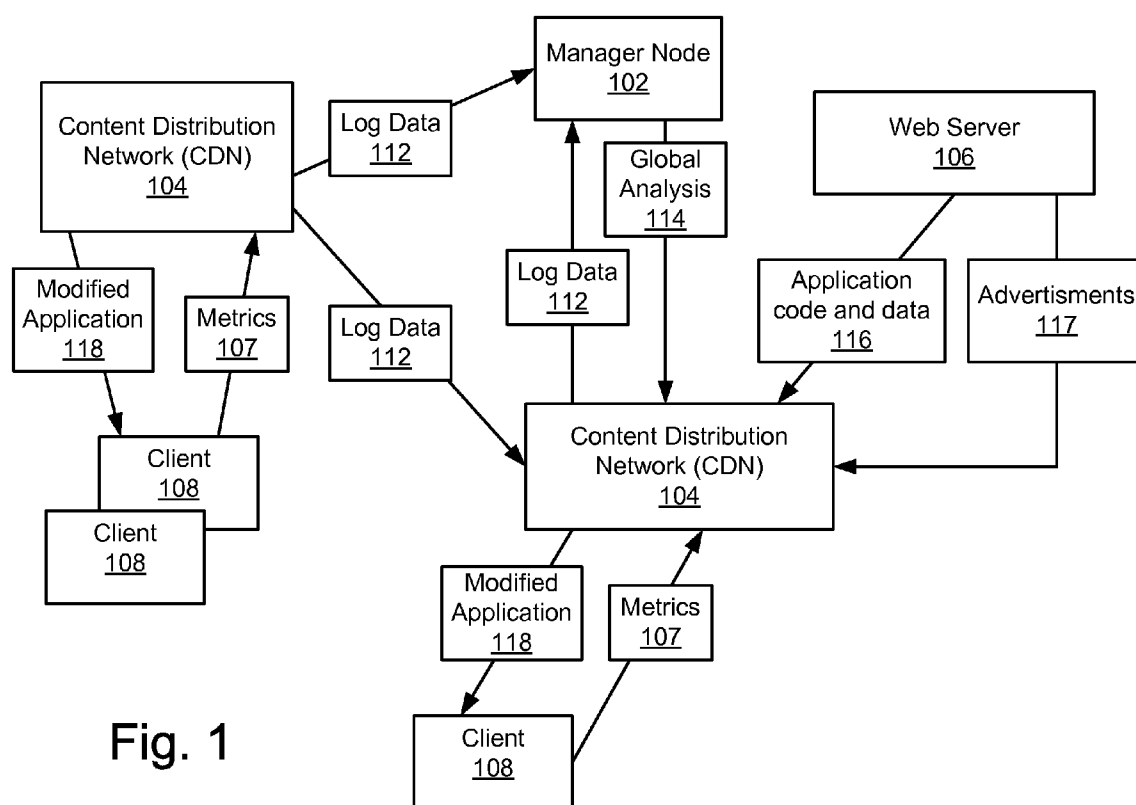 Manager Node
102
Content Distribution
Network (CDN)
104
Log Data
112
Web Server
106
Global
Analysis
114
Log Data
112
Application
code and data
116
Advertisments
117
Modified
Application
118
Metrics
107
Log Data
112
Content Distribution
Network (CDN)
104
Client
108
Client
108
Modified
Application
118
Metrics
107
Client
108
Fig. 1